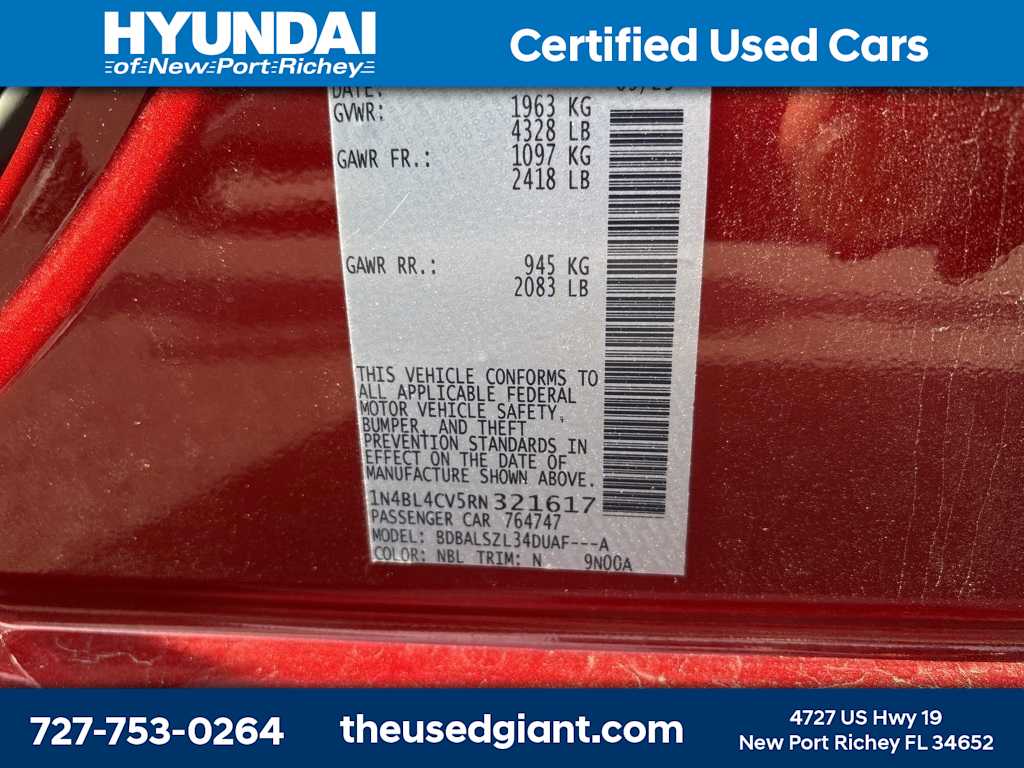 HYUNDAI
of New Port Richey
Certified Used Cars
DATE:
GVWR: 1963 KG
4328 LB
GAWR FR.: 1097 KG
2418 LB
GAWR RR.: 945 KG
2083 LB
THIS VEHICLE CONFORMS TO
ALL APPLICABLE FEDERAL
MOTOR VEHICLE SAFETY,
BUMPER, AND THEFT
PREVENTION STANDARDS IN
EFFECT ON THE DATE OF
MANUFACTURE SHOWN ABOVE.
1N4BL4CV5RN321617
PASSENGER CAR 764747
MODEL: BDBALSZL34DUAF---A
COLOR: NBL TRIM: N 9N00A
727-753-0264
theusedgiant.com
4727 US Hwy 19
New Port Richey FL 34652